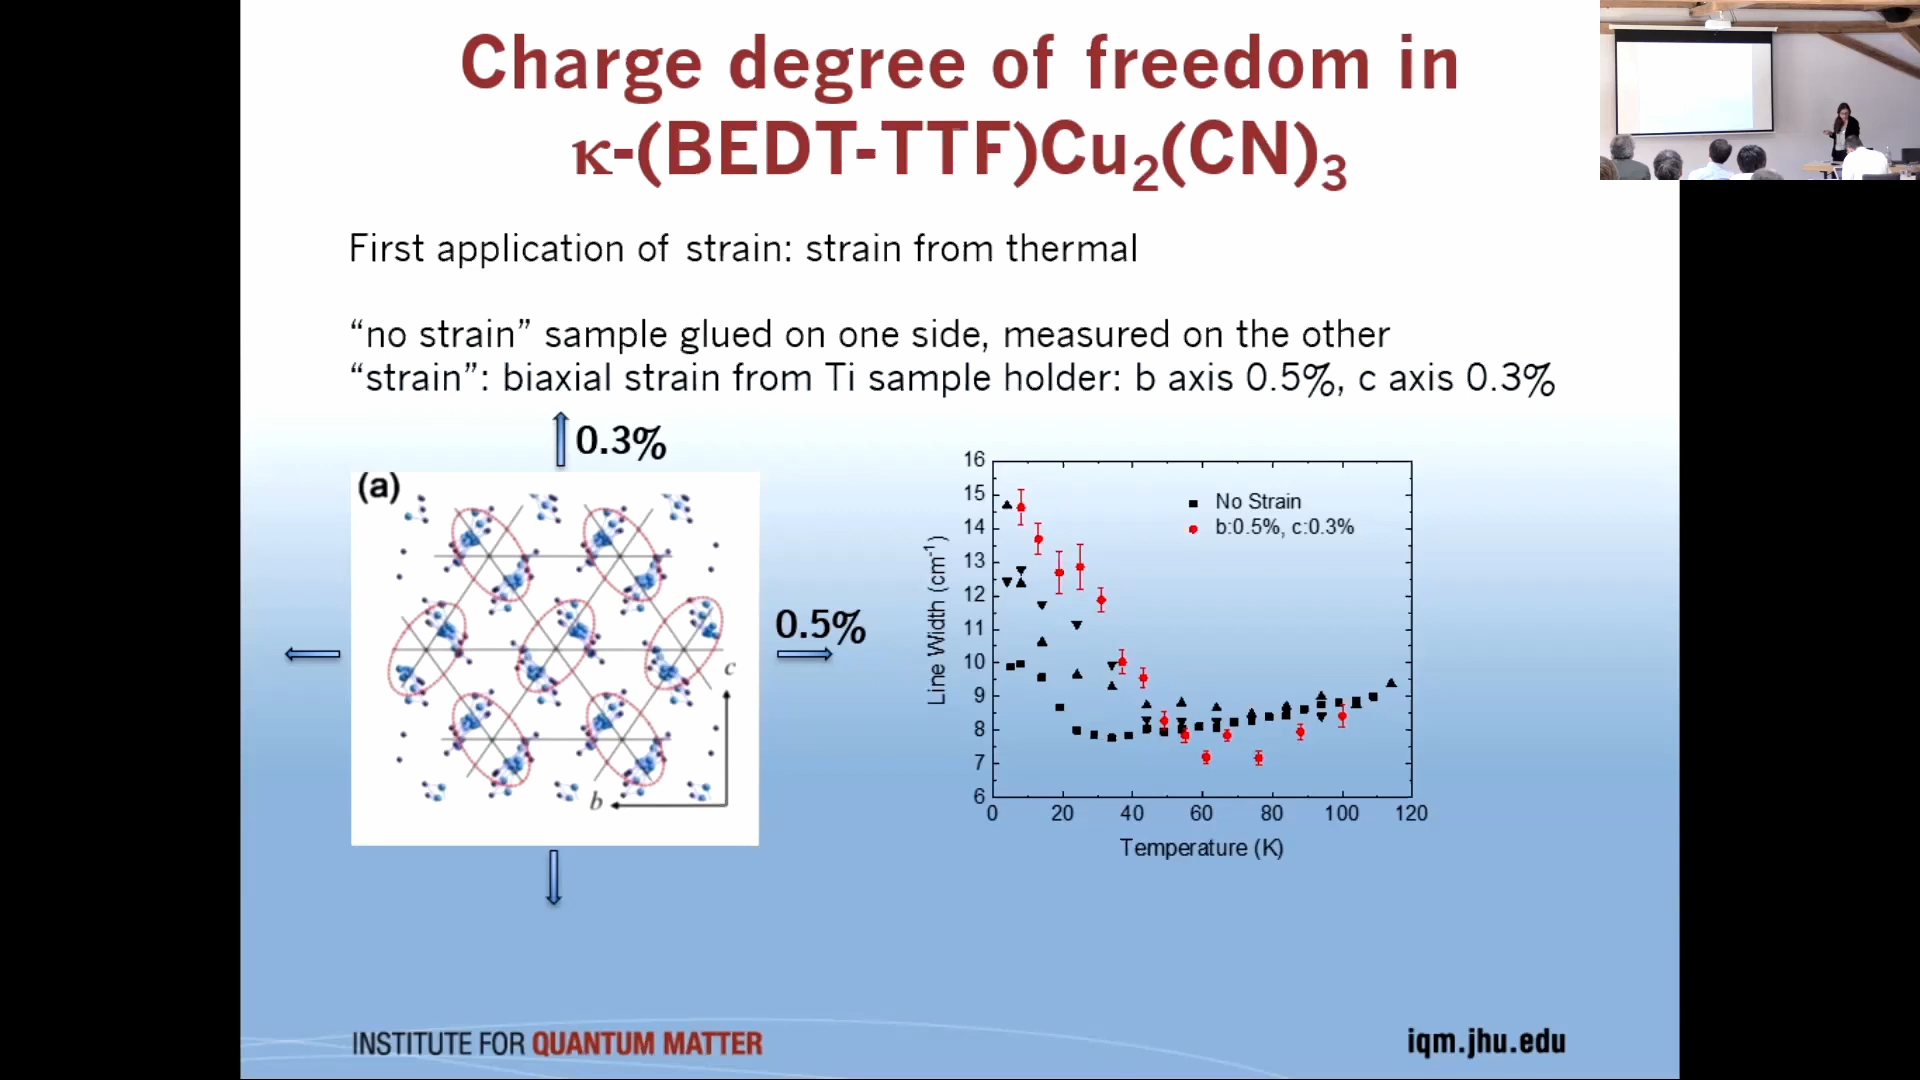 Charge degree of freedom in
κ-(BEDT-TTF)Cu₂(CN)₃
First application of strain: strain from thermal
“no strain” sample glued on one side, measured on the other
“strain”: biaxial strain from Ti sample holder: b axis 0.5%, c axis 0.3%
0.3%
(a)
0.5%
c
b
16
15
14
13
12
11
10
9
8
7
6
Line Width (cm⁻¹)
No Strain
b:0.5%, c:0.3%
0 20 40 60 80 100 120
Temperature (K)
INSTITUTE FOR QUANTUM MATTER
iqm.jhu.edu